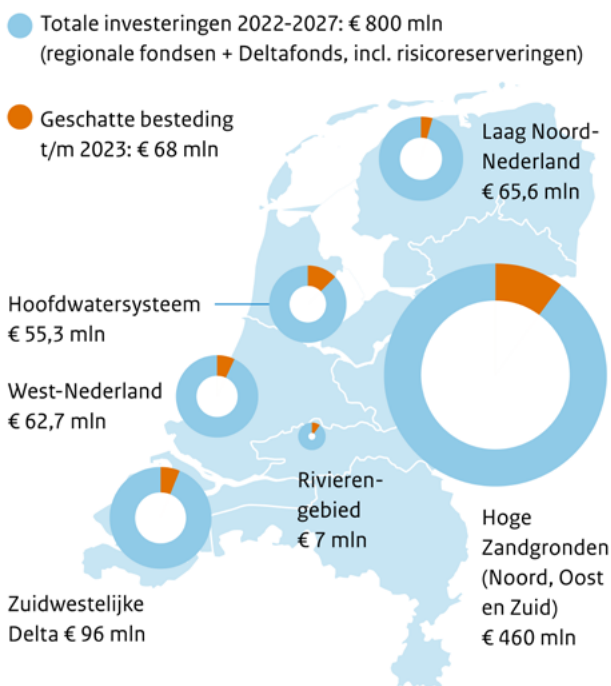 Totale investeringen 2022-2027: € 800 mln
(regionale fondsen + Deltafonds, incl. risicoreserveringen)
Geschatte besteding
t/m 2023: € 68 mln
Laag Noord-
Nederland
€ 65,6 mln
Hoofdwatersysteem
€ 55,3 mln
West-Nederland
€ 62,7 mln
Rivieren-
gebied
€ 7 mln
Hoge
Zandgronden
(Noord, Oost
en Zuid)
€ 460 mln
Zuidwestelijke
Delta € 96 mln